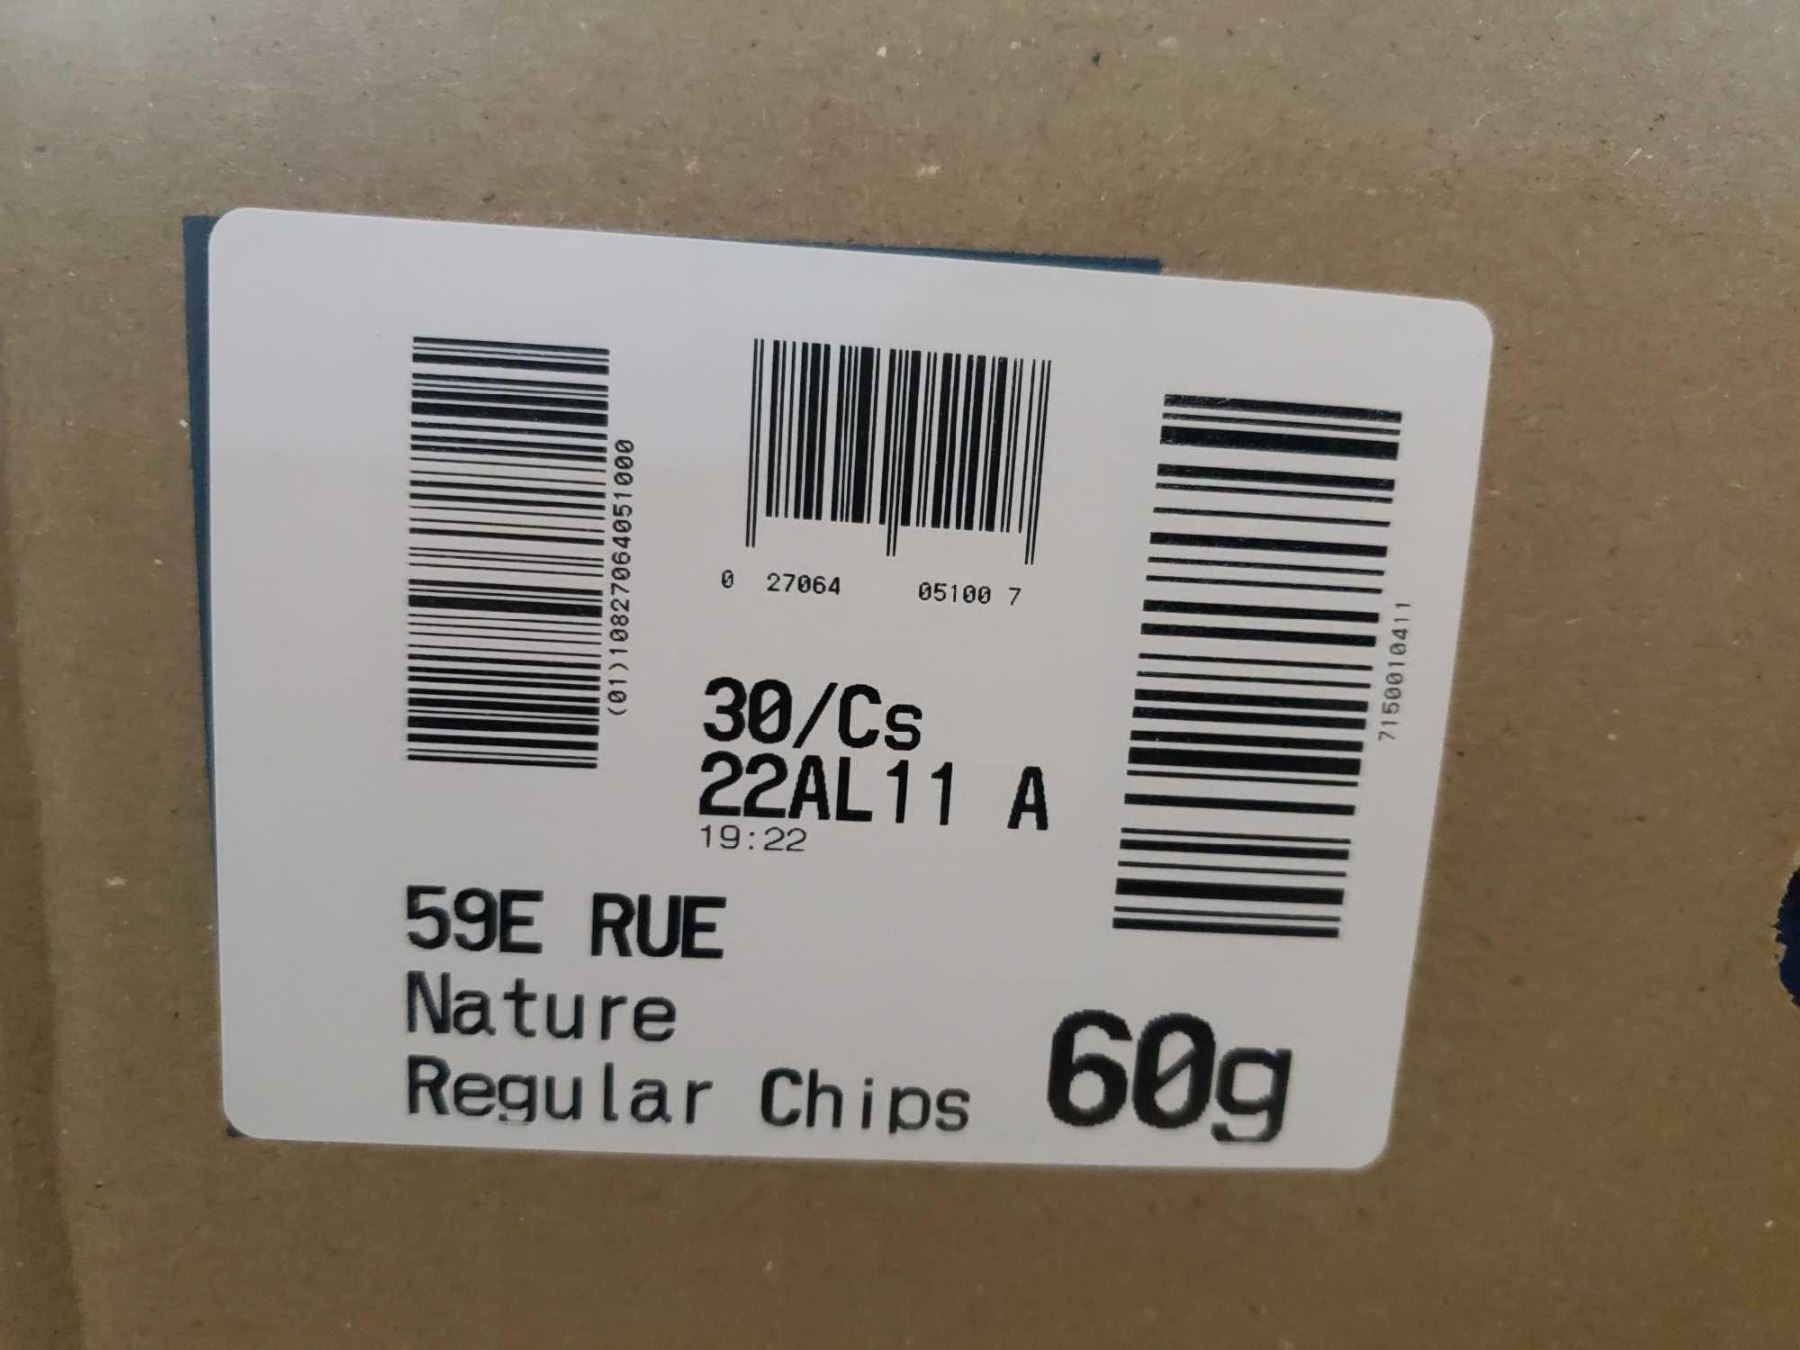 (01)10827064051000
0 27064 05100 7
7150010411
30/Cs
22AL11 A
19:22
59E RUE
Nature
Regular Chips
60g